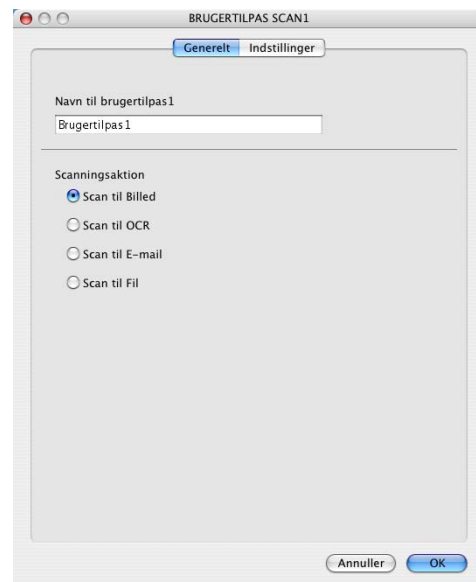 BRUGERTILPAS SCAN1
Generelt Indstillinger
Navn til brugertilpas1
Brugertilpas1
Scanningsaktion
Scan til Billed
Scan til OCR
Scan til E-mail
Scan til Fil
Annuller OK